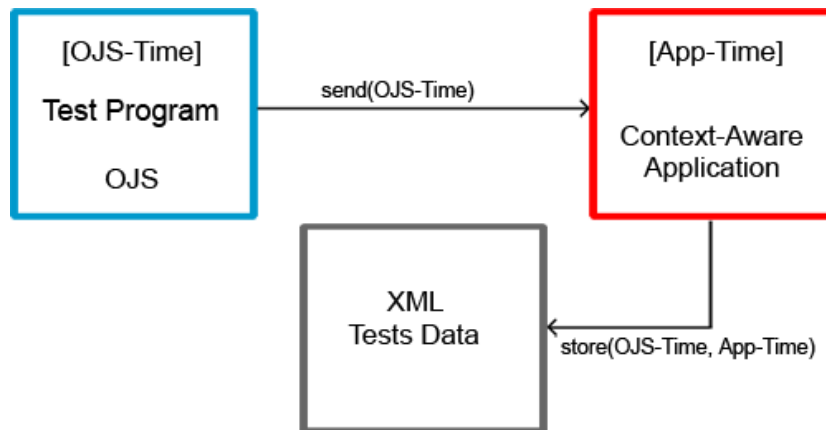 [OJS-Time]
Test Program
OJS
send(OJS-Time)
[App-Time]
Context-Aware
Application
XML
Tests Data
store(OJS-Time, App-Time)